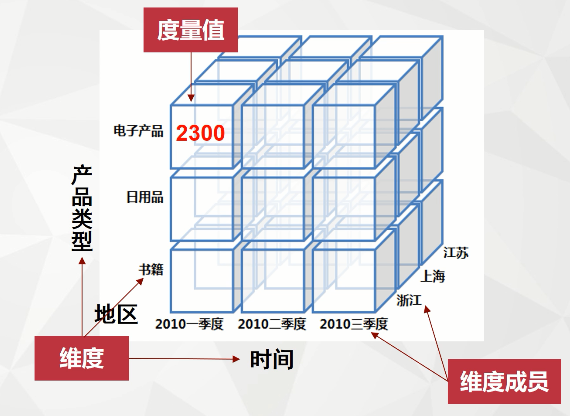 度量值
电子产品
2300
日用品
产品类型
书籍
江苏
上海
浙江
地区
2010一季度
2010二季度
2010三季度
维度
时间
维度成员